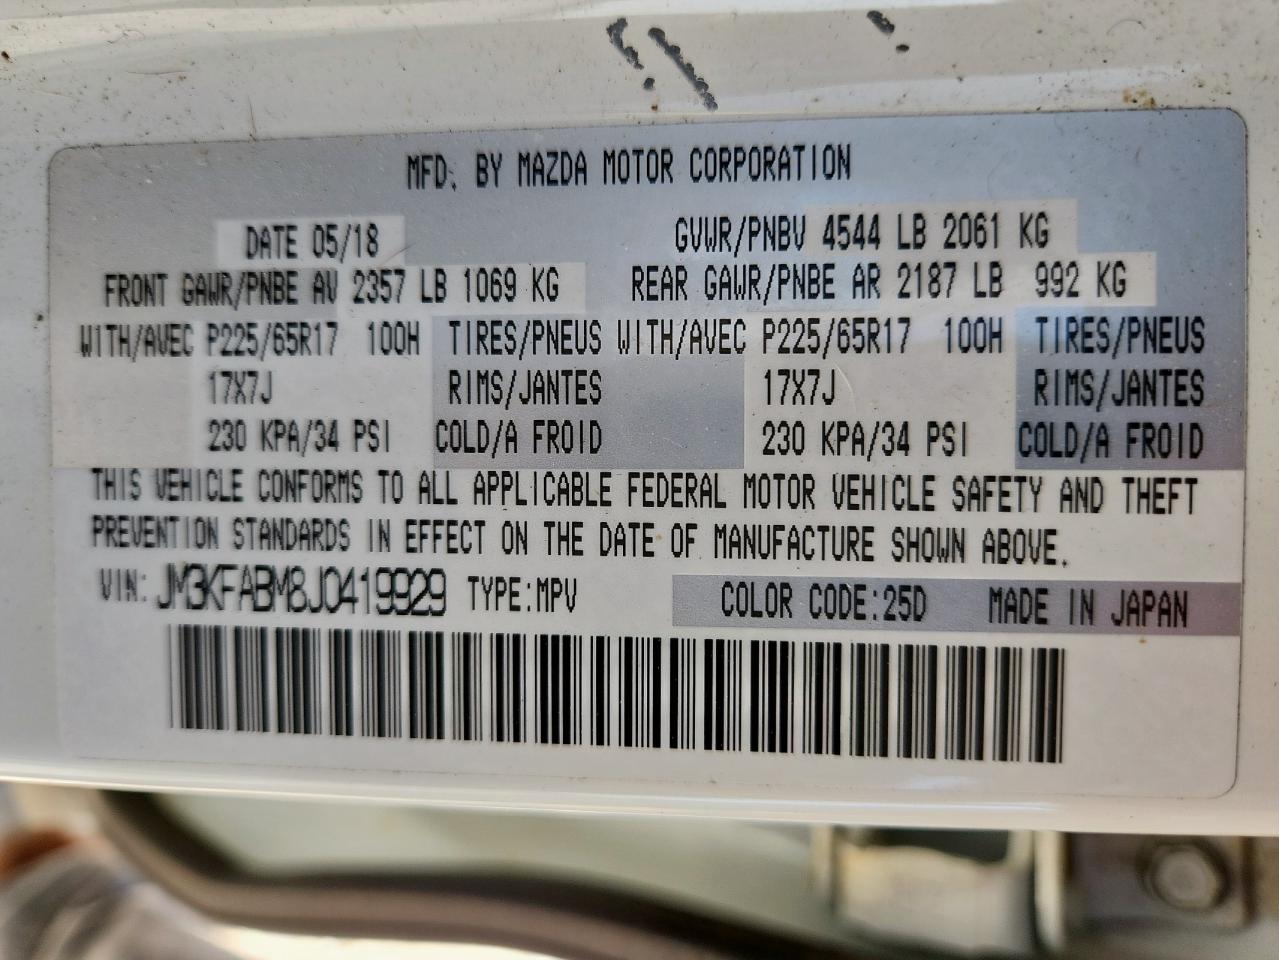 MFD. BY MAZDA MOTOR CORPORATION
DATE 05/18 GVWR/PNBV 4544 LB 2061 KG
FRONT GAWR/PNBE AV 2357 LB 1069 KG REAR GAWR/PNBE AR 2187 LB 992 KG
WITH/AVEC P225/65R17 100H TIRES/PNEUS WITH/AVEC P225/65R17 100H TIRES/PNEUS
17X7J RIMS/JANTES 17X7J RIMS/JANTES
230 KPA/34 PSI COLD/A FROID 230 KPA/34 PSI COLD/A FROID
THIS VEHICLE CONFORMS TO ALL APPLICABLE FEDERAL MOTOR VEHICLE SAFETY AND THEFT
PREVENTION STANDARDS IN EFFECT ON THE DATE OF MANUFACTURE SHOWN ABOVE.
VIN: JM3KFABM8J0419929 TYPE:MPV COLOR CODE:25D MADE IN JAPAN